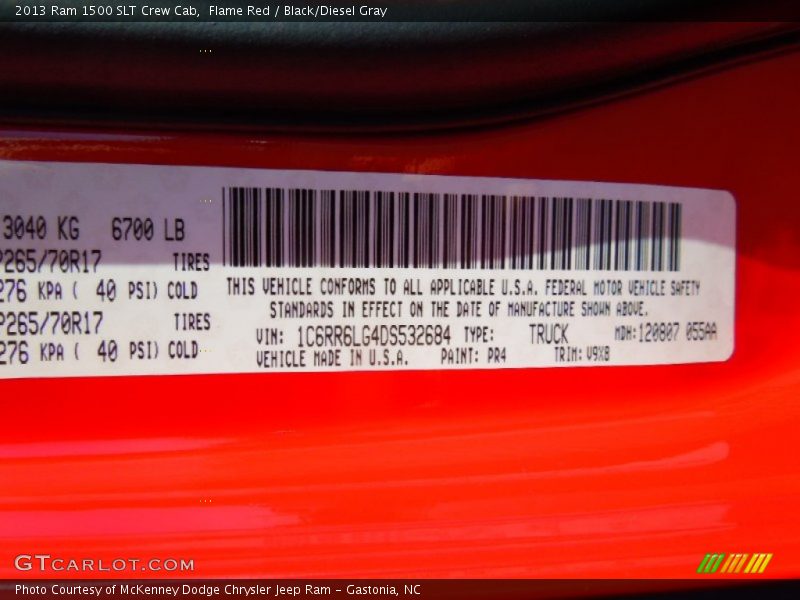 2013 Ram 1500 SLT Crew Cab, Flame Red / Black/Diesel Gray
3040 KG 6700 LB
P265/70R17 TIRES
276 KPA ( 40 PSI) COLD
P265/70R17 TIRES
276 KPA ( 40 PSI) COLD
THIS VEHICLE CONFORMS TO ALL APPLICABLE U.S.A. FEDERAL MOTOR VEHICLE SAFETY
STANDARDS IN EFFECT ON THE DATE OF MANUFACTURE SHOWN ABOVE.
VIN: 1C6RR6LG4DS532684 TYPE: TRUCK MDH:120807 055AA
VEHICLE MADE IN U.S.A. PAINT: PR4 TRIM: V9X8
GTCARLOT.COM
Photo Courtesy of McKenney Dodge Chrysler Jeep Ram - Gastonia, NC